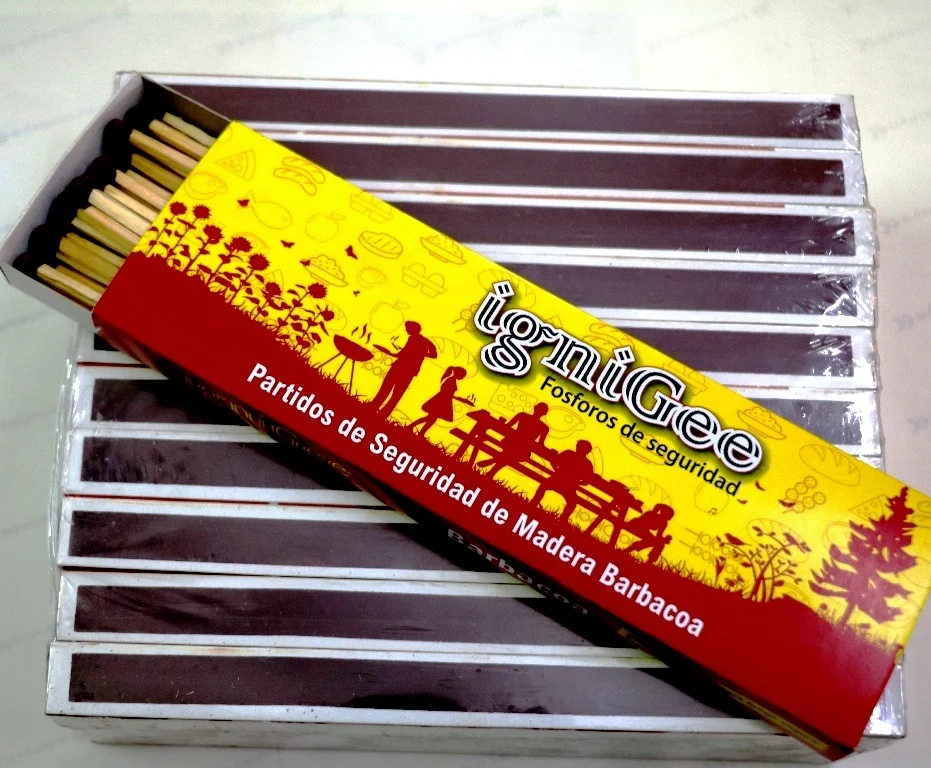 igniGee
Fosforos de seguridad
Partidos de Seguridad de Madera Barbacoa
Barbacoa